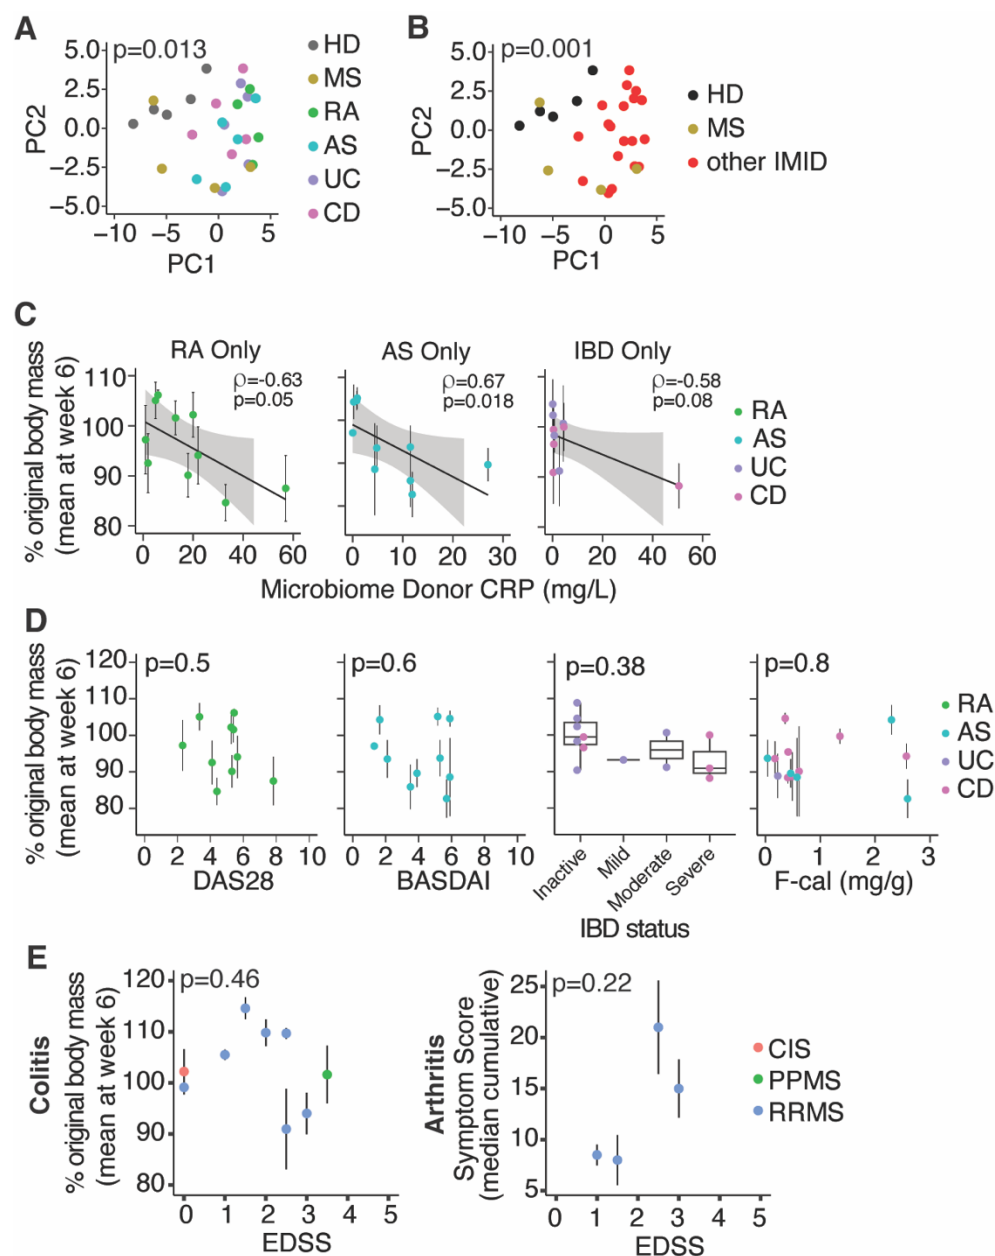 A
B
5.0
p=0.013
2.5
0.0
−2.5
−5.0
PC2
−10 −5 0 5
PC1
HD
MS
RA
AS
UC
CD
5.0
p=0.001
2.5
0.0
−2.5
−5.0
PC2
−10 −5 0 5
PC1
HD
MS
other IMID
C
% original body mass
(mean at week 6)
110
100
90
80
RA Only
ρ=-0.63
p=0.05
0 20 40 60
AS Only
ρ=0.67
p=0.018
0 10 20 30
IBD Only
ρ=-0.58
p=0.08
0 20 40 60
Microbiome Donor CRP (mg/L)
RA
AS
UC
CD
D
% original body mass
(mean at week 6)
120
110
100
90
80
p=0.5
0 2 4 6 8 10
DAS28
p=0.6
0 2 4 6 8 10
BASDAI
p=0.38
Inactive
Mild
Moderate
Severe
IBD status
p=0.8
0 1 2 3
F-cal (mg/g)
RA
AS
UC
CD
E
Colitis
% original body mass
(mean at week 6)
120
110
100
90
80
p=0.46
0 1 2 3 4 5
EDSS
Arthritis
Symptom Score
(median cumulative)
25
20
15
10
5
p=0.22
0 1 2 3 4 5
EDSS
CIS
PPMS
RRMS